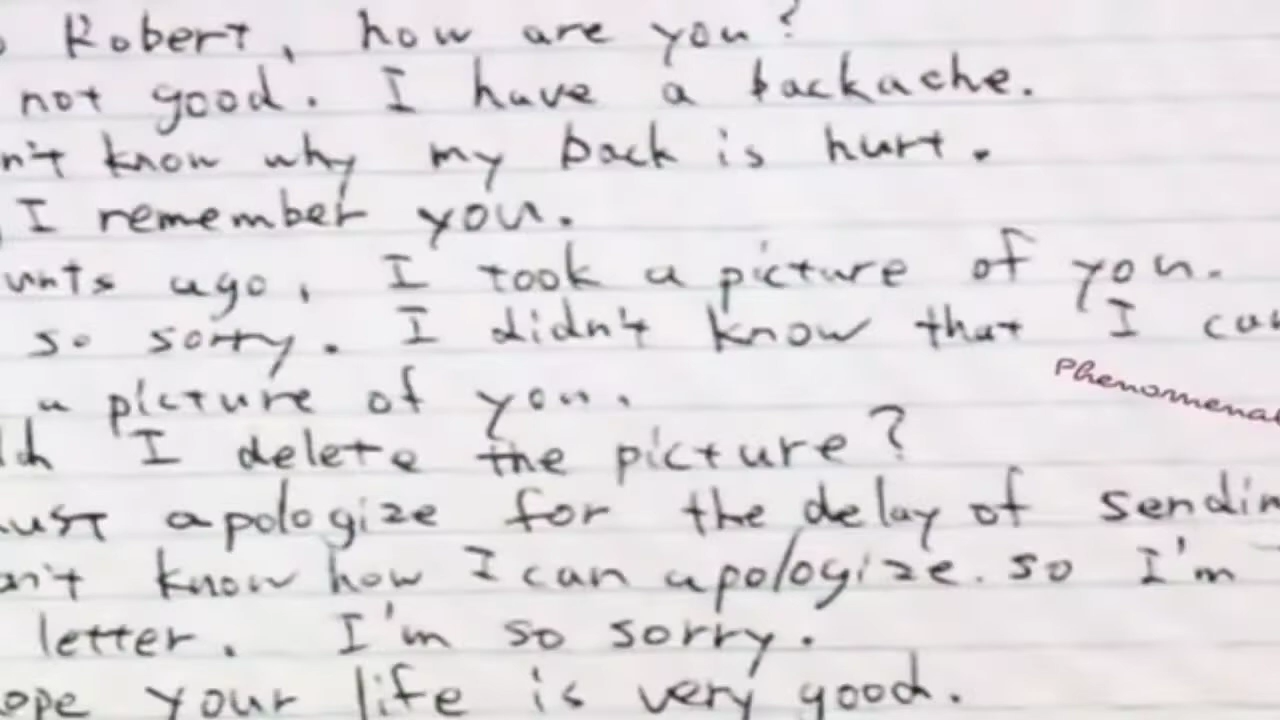 Robert, how are you?
not good. I have a backache.
n't know why my back is hurt.
I remember you.
ago, I took a picture of you.
so sorry. I didn't know that I
a picture of you.
I delete the picture?
apologize for the delay of
Phenomenal
know how I can apologize. so I'm
letter. I'm so sorry.
your life is very good.